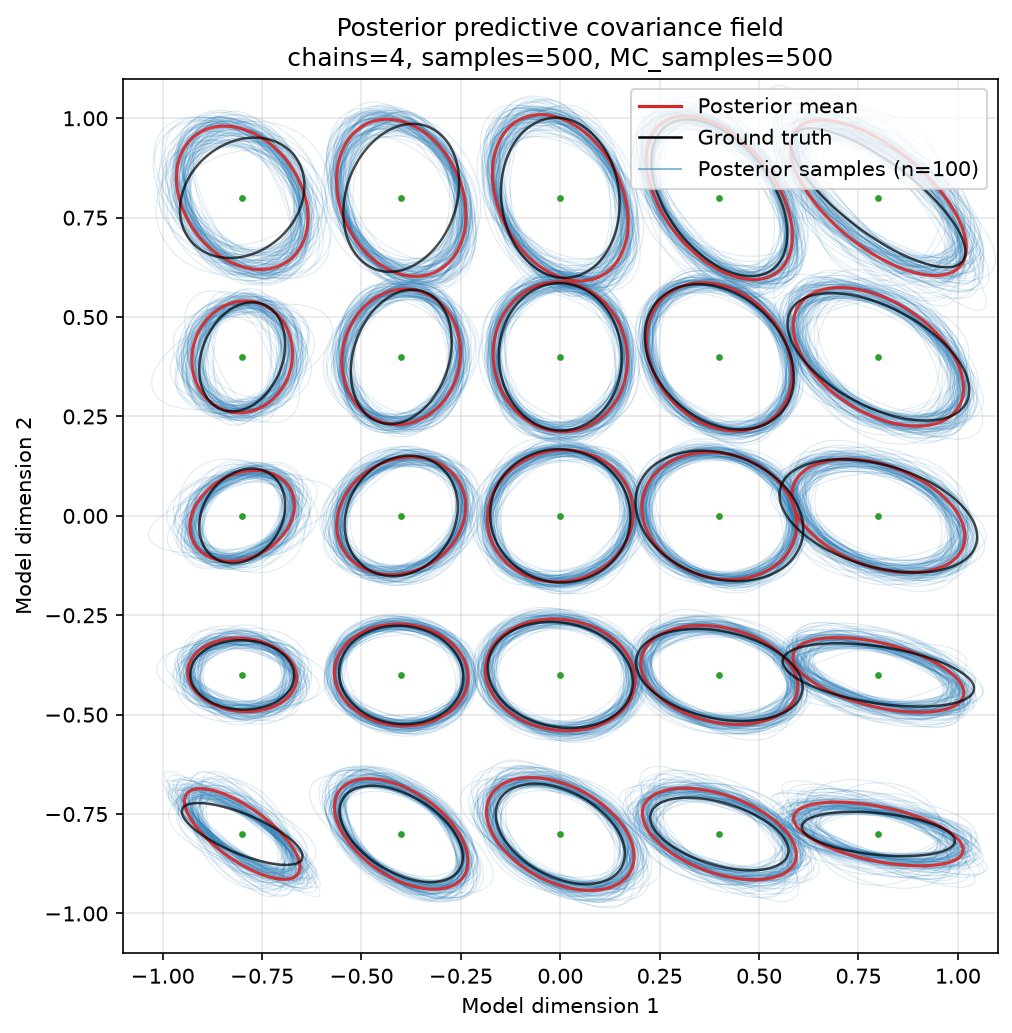 Posterior predictive covariance field
chains=4, samples=500, MC_samples=500
Posterior mean
Ground truth
Posterior samples (n=100)
1.00
0.75
0.50
0.25
0.00
−0.25
−0.50
−0.75
−1.00
Model dimension 2
−1.00 −0.75 −0.50 −0.25 0.00 0.25 0.50 0.75 1.00
Model dimension 1